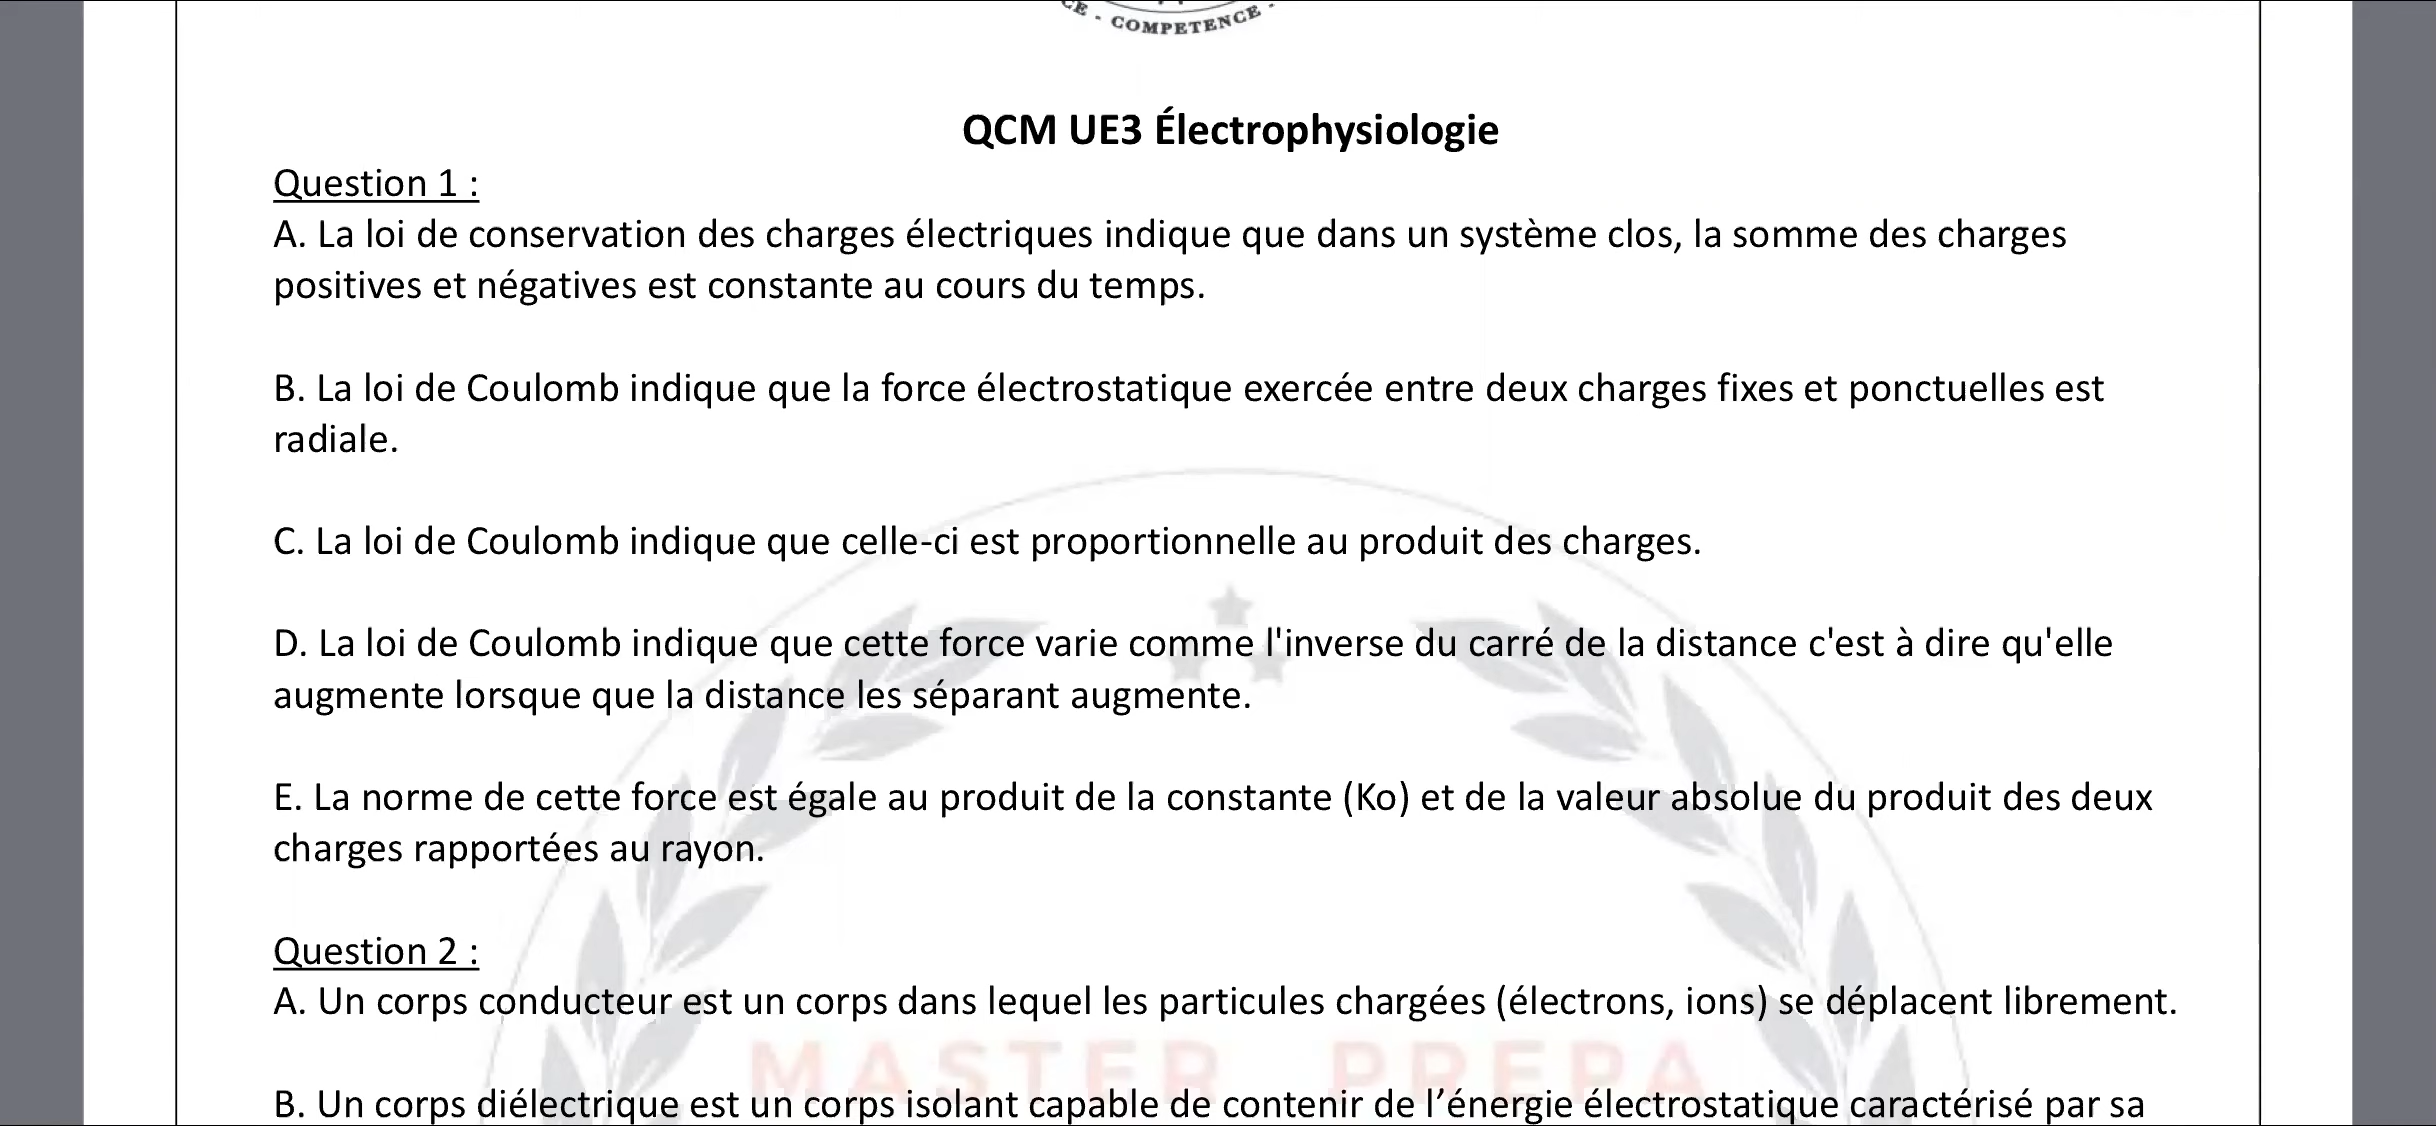 CE - COMPETENCE -
QCM UE3 Électrophysiologie
Question 1 :
A. La loi de conservation des charges électriques indique que dans un système clos, la somme des charges
positives et négatives est constante au cours du temps.
B. La loi de Coulomb indique que la force électrostatique exercée entre deux charges fixes et ponctuelles est
radiale.
C. La loi de Coulomb indique que celle-ci est proportionnelle au produit des charges.
D. La loi de Coulomb indique que cette force varie comme l'inverse du carré de la distance c'est à dire qu'elle
augmente lorsque que la distance les séparant augmente.
E. La norme de cette force est égale au produit de la constante (Ko) et de la valeur absolue du produit des deux
charges rapportées au rayon.
Question 2 :
A. Un corps conducteur est un corps dans lequel les particules chargées (électrons, ions) se déplacent librement.
MASTER PREPA
B. Un corps diélectrique est un corps isolant capable de contenir de l’énergie électrostatique caractérisé par sa